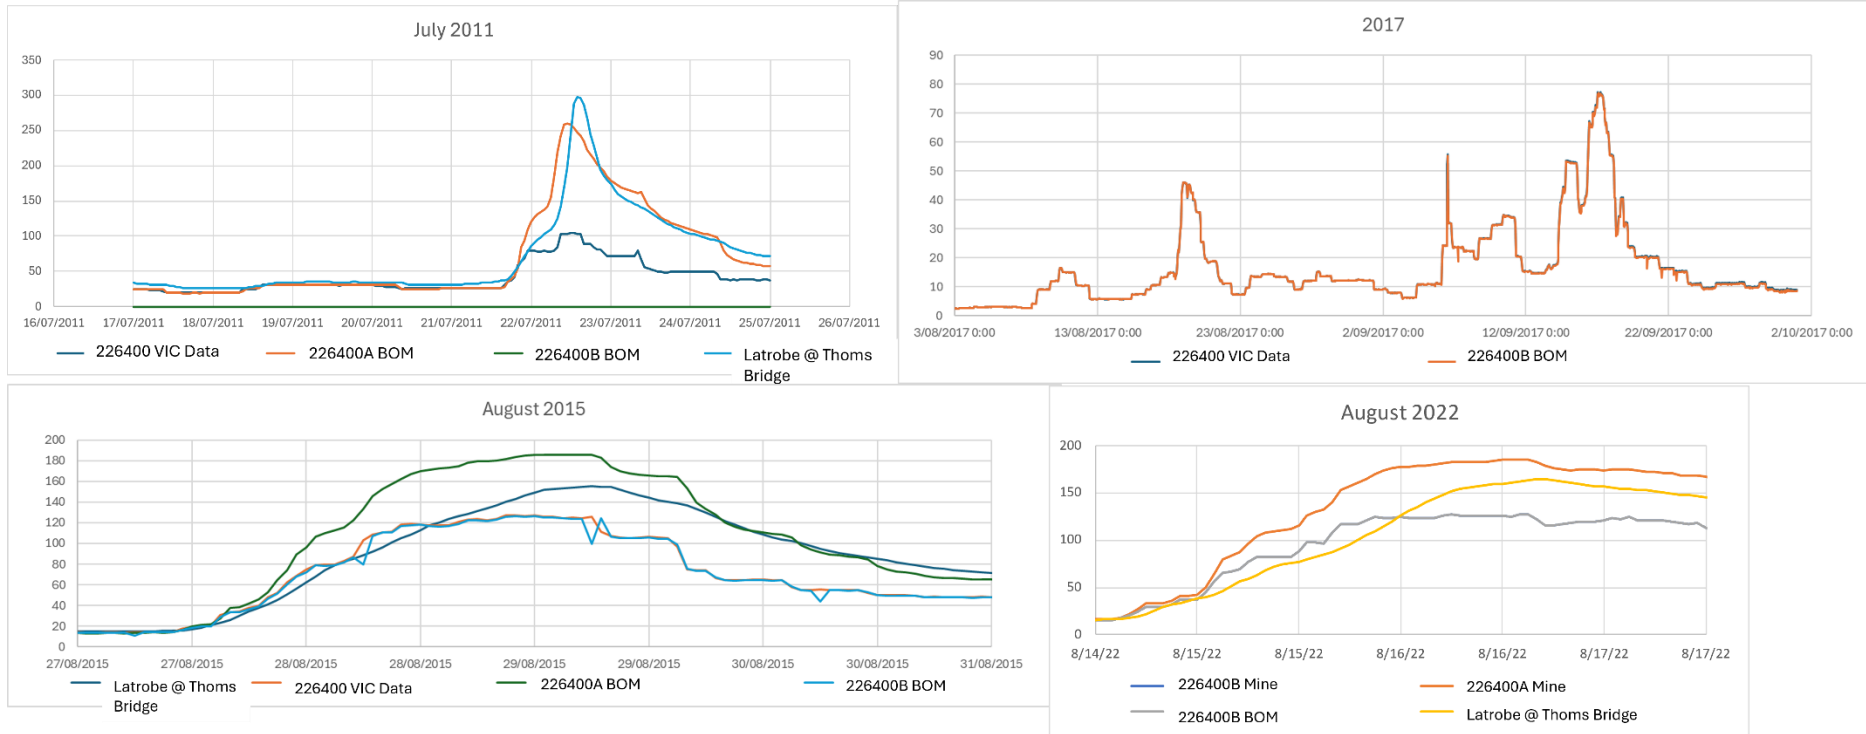 July 2011
350
300
250
200
150
100
50
0
16/07/2011 17/07/2011 18/07/2011 19/07/2011 20/07/2011 21/07/2011 22/07/2011 23/07/2011 24/07/2011 25/07/2011 26/07/2011
226400 VIC Data 226400A BOM 226400B BOM Latrobe @ Thoms
Bridge
2017
90
80
70
60
50
40
30
20
10
0
3/08/2017 0:00 13/08/2017 0:00 23/08/2017 0:00 2/09/2017 0:00 12/09/2017 0:00 22/09/2017 0:00 2/10/2017 0:00
226400 VIC Data 226400B BOM
August 2015
200
180
160
140
120
100
80
60
40
20
0
27/08/2015 27/08/2015 28/08/2015 28/08/2015 29/08/2015 29/08/2015 30/08/2015 30/08/2015 31/08/2015
Latrobe @ Thoms 226400 VIC Data 226400A BOM 226400B BOM
Bridge
August 2022
200
150
100
50
0
8/14/22 8/15/22 8/15/22 8/16/22 8/16/22 8/17/22 8/17/22
226400B Mine 226400A Mine
226400B BOM Latrobe @ Thoms Bridge